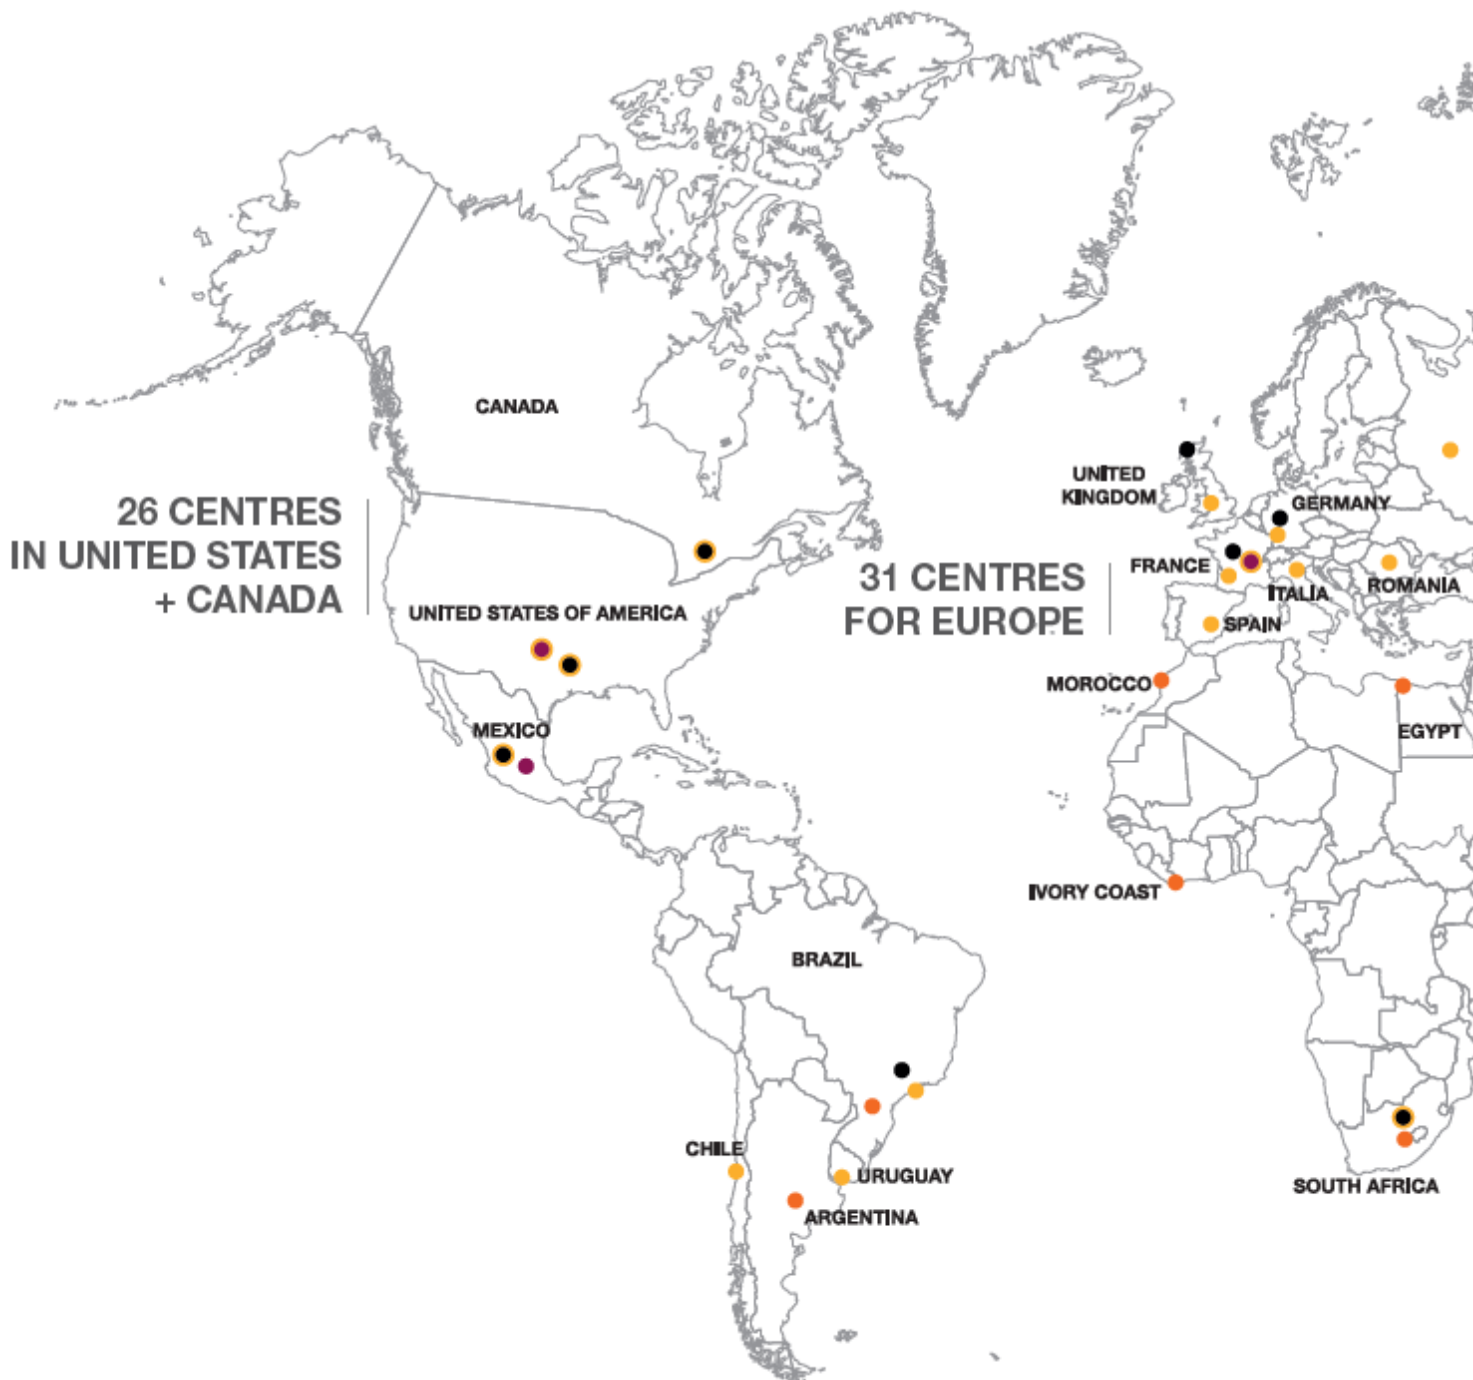 CANADA
26 CENTRES
IN UNITED STATES
+ CANADA
UNITED STATES OF AMERICA
MEXICO
UNITED
KINGDOM
GERMANY
31 CENTRES
FOR EUROPE
FRANCE
ITALIA
ROMANIA
SPAIN
MOROCCO
EGYPT
IVORY COAST
BRAZIL
CHILE
URUGUAY
ARGENTINA
SOUTH AFRICA